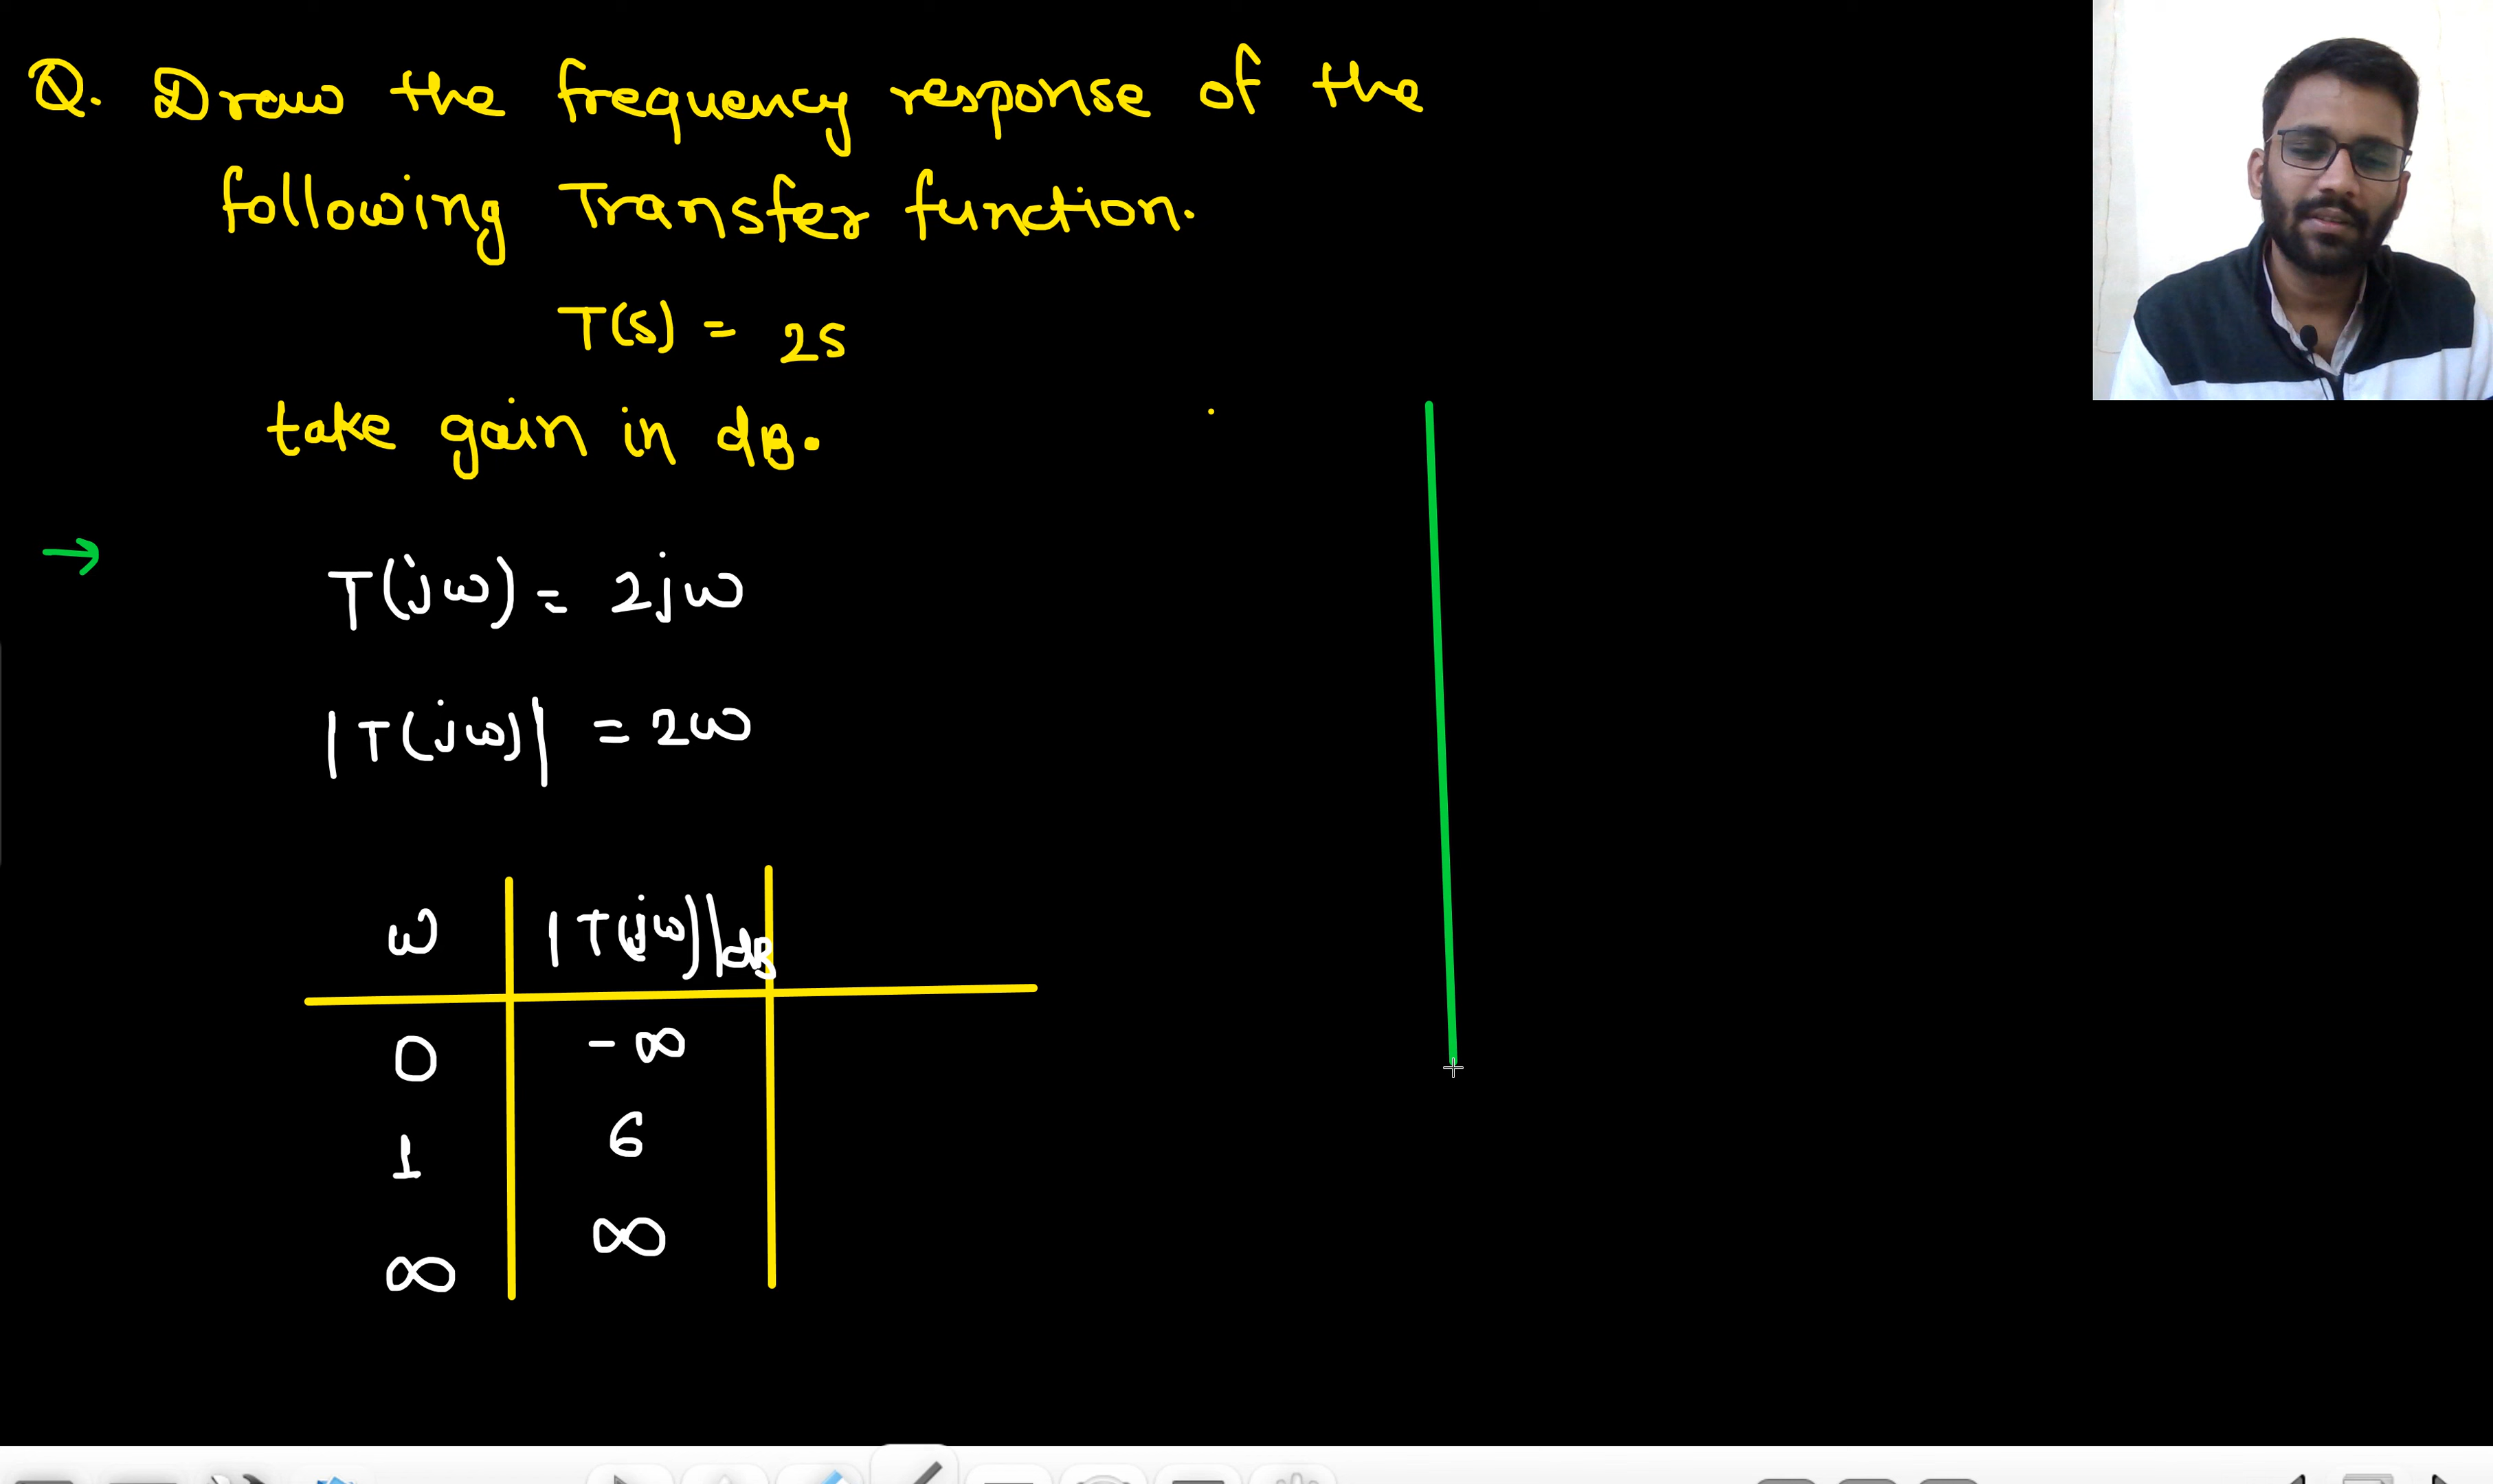 Q. Draw the frequency response of the
following Transfer function.
T(s) = 2s
take gain in dB.
→
T(jω) = 2jω
|T(jω)| = 2ω
ω |T(jω)|dB
0 -∞
1 6
∞ ∞